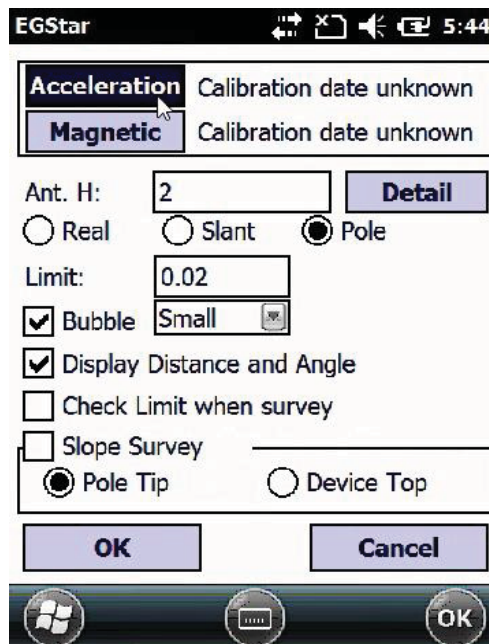 EGStar 5:44
Acceleration Calibration date unknown
Magnetic Calibration date unknown
Ant. H: 2 Detail
Real Slant Pole
Limit: 0.02
Bubble Small
Display Distance and Angle
Check Limit when survey
Slope Survey
Pole Tip Device Top
OK Cancel
OK